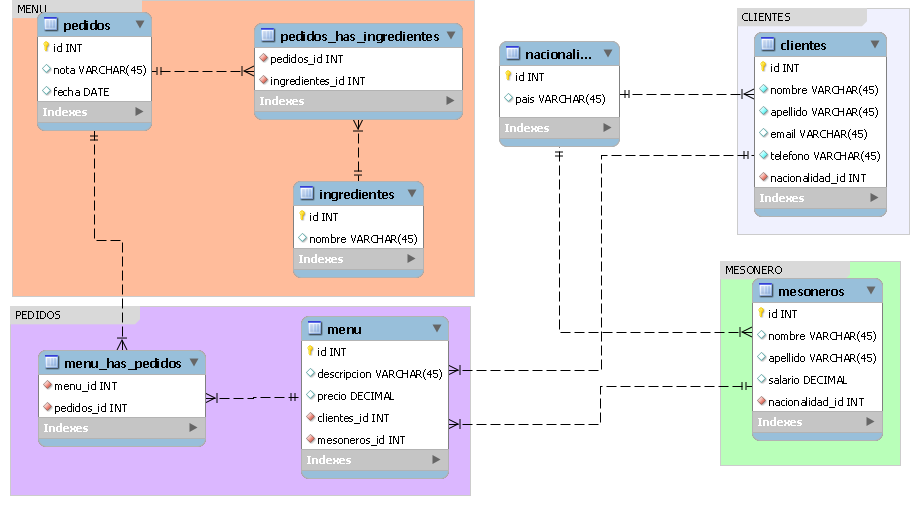 MENU
pedidos
id INT
nota VARCHAR(45)
fecha DATE
Indexes
pedidos_has_ingredientes
pedidos_id INT
ingredientes_id INT
Indexes
ingredientes
id INT
nombre VARCHAR(45)
Indexes
nacionali...
id INT
pais VARCHAR(45)
Indexes
CLIENTES
clientes
id INT
nombre VARCHAR(45)
apellido VARCHAR(45)
email VARCHAR(45)
telefono VARCHAR(45)
nacionalidad_id INT
Indexes
PEDIDOS
menu_has_pedidos
menu_id INT
pedidos_id INT
Indexes
menu
id INT
descripcion VARCHAR(45)
precio DECIMAL
clientes_id INT
mesoneros_id INT
Indexes
MESONERO
mesoneros
id INT
nombre VARCHAR(45)
apellido VARCHAR(45)
salario DECIMAL
nacionalidad_id INT
Indexes